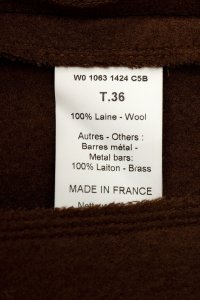 W0 1063 1424 C5B
T.36
100% Laine - Wool
Autres - Others :
Barres métal -
Metal bars:
100% Laiton - Brass
MADE IN FRANCE